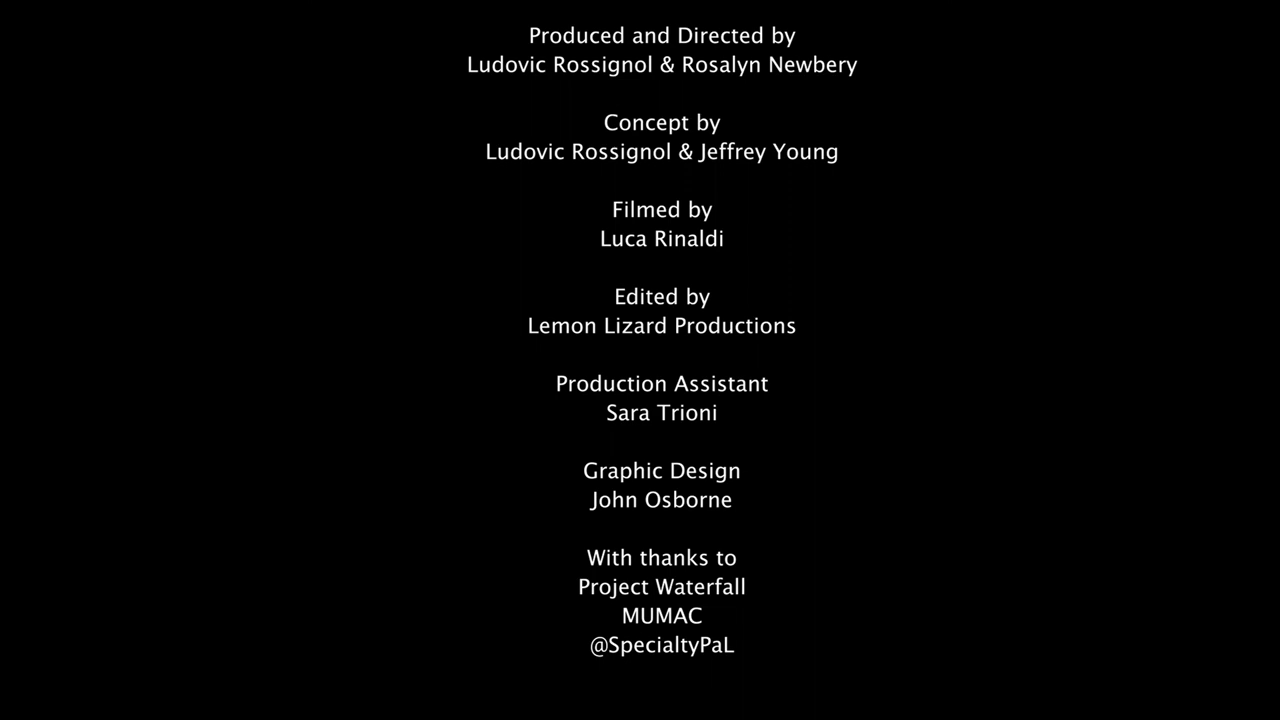 Produced and Directed by
Ludovic Rossignol & Rosalyn Newbery
Concept by
Ludovic Rossignol & Jeffrey Young
Filmed by
Luca Rinaldi
Edited by
Lemon Lizard Productions
Production Assistant
Sara Trioni
Graphic Design
John Osborne
With thanks to
Project Waterfall
MUMAC
@SpecialtyPaL